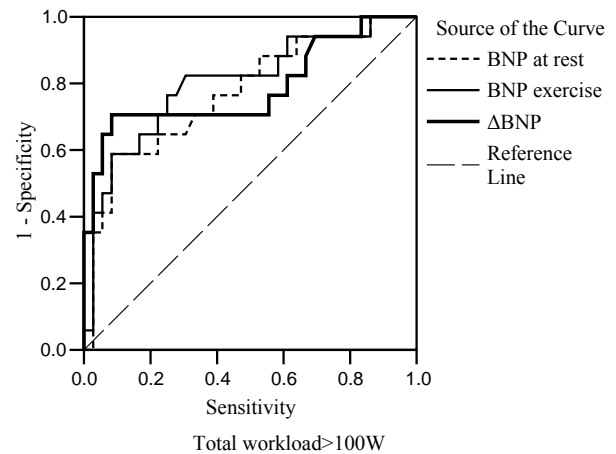 Source of the Curve
BNP at rest
BNP exercise
ΔBNP
Reference
Line
1 - Specificity
1.0
0.8
0.6
0.4
0.2
0.0
0.0 0.2 0.4 0.6 0.8 1.0
Sensitivity
Total workload>100W